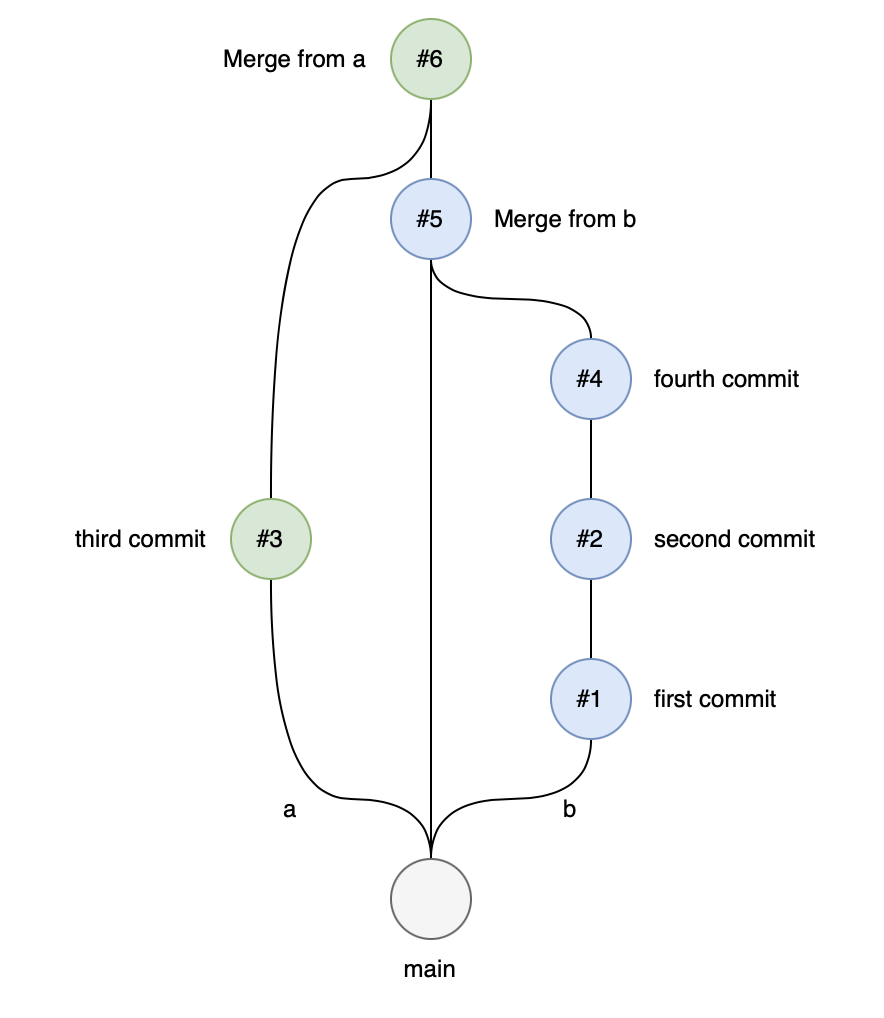 Merge from a
#6
#5
Merge from b
#4
fourth commit
third commit
#3
#2
second commit
#1
first commit
a
b
main